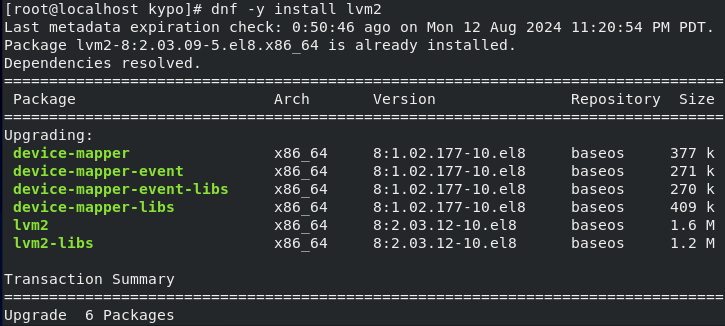 [root@localhost kypo]# dnf -y install lvm2
Last metadata expiration check: 0:50:46 ago on Mon 12 Aug 2024 11:20:54 PM PDT.
Package lvm2-8:2.03.09-5.el8.x86_64 is already installed.
Dependencies resolved.
================================================================================
Package Arch Version Repository Size
================================================================================
Upgrading:
device-mapper x86_64 8:1.02.177-10.el8 baseos 377 k
device-mapper-event x86_64 8:1.02.177-10.el8 baseos 271 k
device-mapper-event-libs x86_64 8:1.02.177-10.el8 baseos 270 k
device-mapper-libs x86_64 8:1.02.177-10.el8 baseos 409 k
lvm2 x86_64 8:2.03.12-10.el8 baseos 1.6 M
lvm2-libs x86_64 8:2.03.12-10.el8 baseos 1.2 M
Transaction Summary
================================================================================
Upgrade  6 Packages